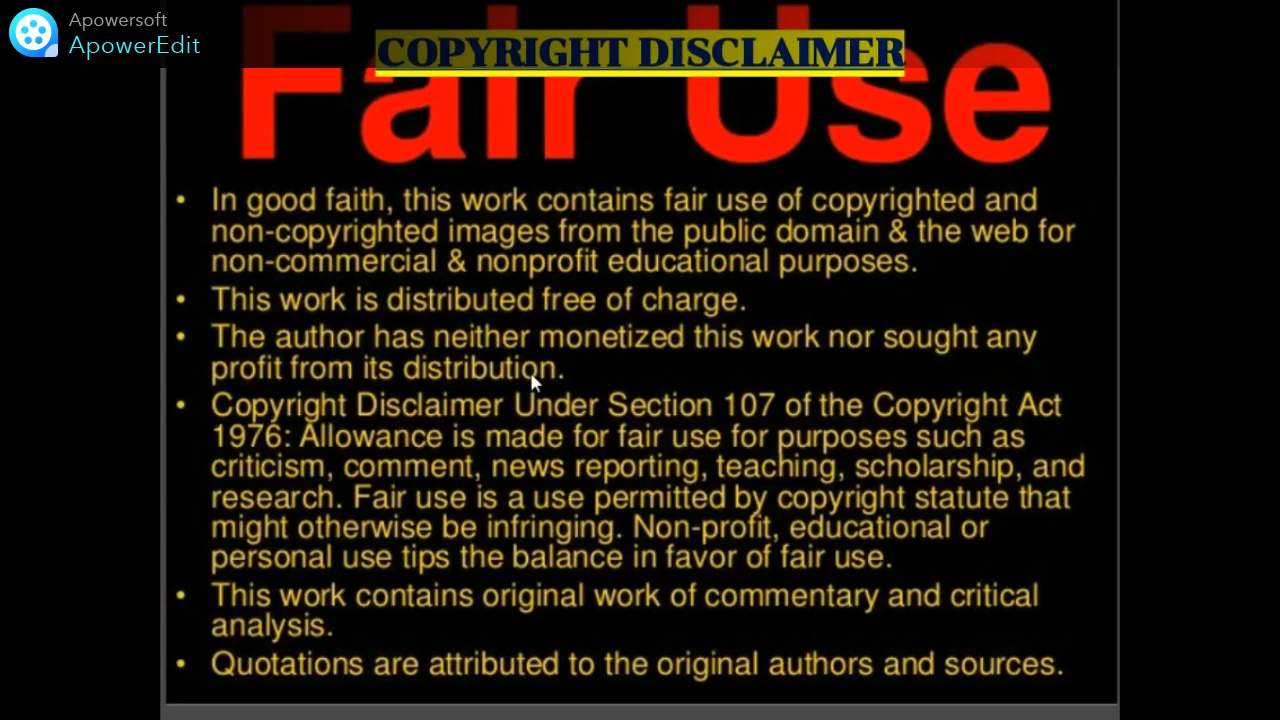 Apowersoft
ApowerEdit
COPYRIGHT DISCLAIMER
Fair Use
• In good faith, this work contains fair use of copyrighted and
non-copyrighted images from the public domain & the web for
non-commercial & nonprofit educational purposes.
• This work is distributed free of charge.
• The author has neither monetized this work nor sought any
profit from its distribution.
• Copyright Disclaimer Under Section 107 of the Copyright Act
1976: Allowance is made for fair use for purposes such as
criticism, comment, news reporting, teaching, scholarship, and
research. Fair use is a use permitted by copyright statute that
might otherwise be infringing. Non-profit, educational or
personal use tips the balance in favor of fair use.
• This work contains original work of commentary and critical
analysis.
• Quotations are attributed to the original authors and sources.